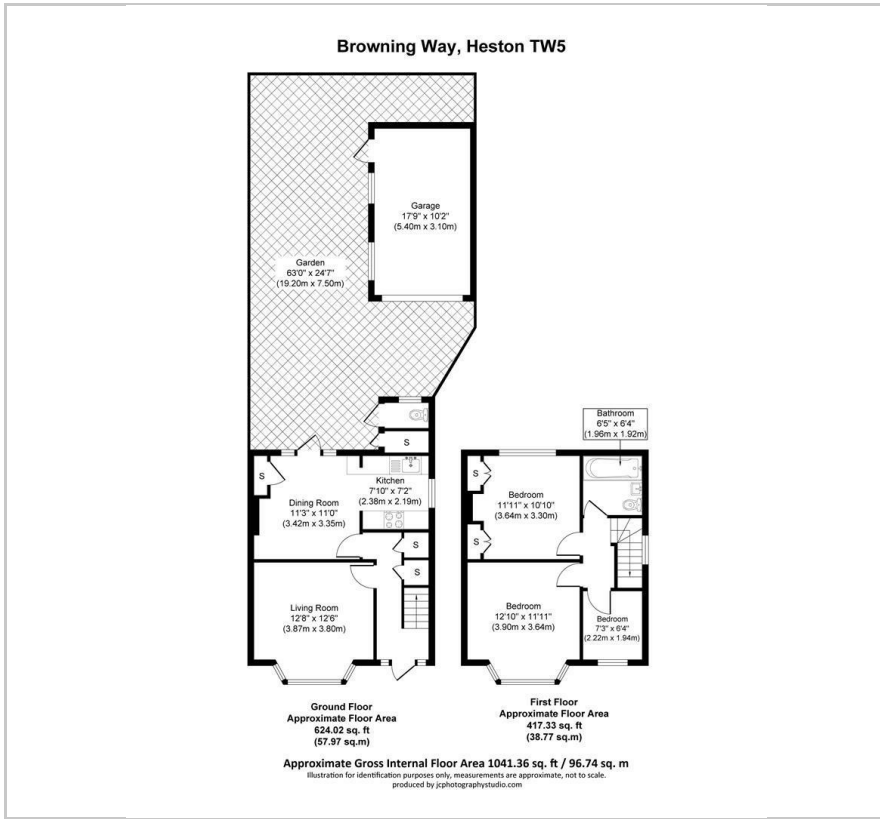 Browning Way, Heston TW5
Garage
17'9" x 10'2"
(5.40m x 3.10m)
Garden
63'0" x 24'7"
(19.20m x 7.50m)
S
S
Kitchen
7'10" x 7'2"
(2.38m x 2.19m)
Dining Room
11'3" x 11'0"
(3.42m x 3.35m)
S
S
Living Room
12'8" x 12'6"
(3.87m x 3.80m)
Ground Floor
Approximate Floor Area
624.02 sq. ft
(57.97 sq.m)
Bathroom
6'5" x 6'4"
(1.96m x 1.92m)
S
Bedroom
11'11" x 10'10"
(3.64m x 3.30m)
S
Bedroom
12'10" x 11'11"
(3.90m x 3.64m)
Bedroom
7'3" x 6'4"
(2.22m x 1.94m)
First Floor
Approximate Floor Area
417.33 sq. ft
(38.77 sq.m)
Approximate Gross Internal Floor Area 1041.36 sq. ft / 96.74 sq. m
Illustration for identification purposes only, measurements are approximate, not to scale.
produced by jcphotographystudio.com